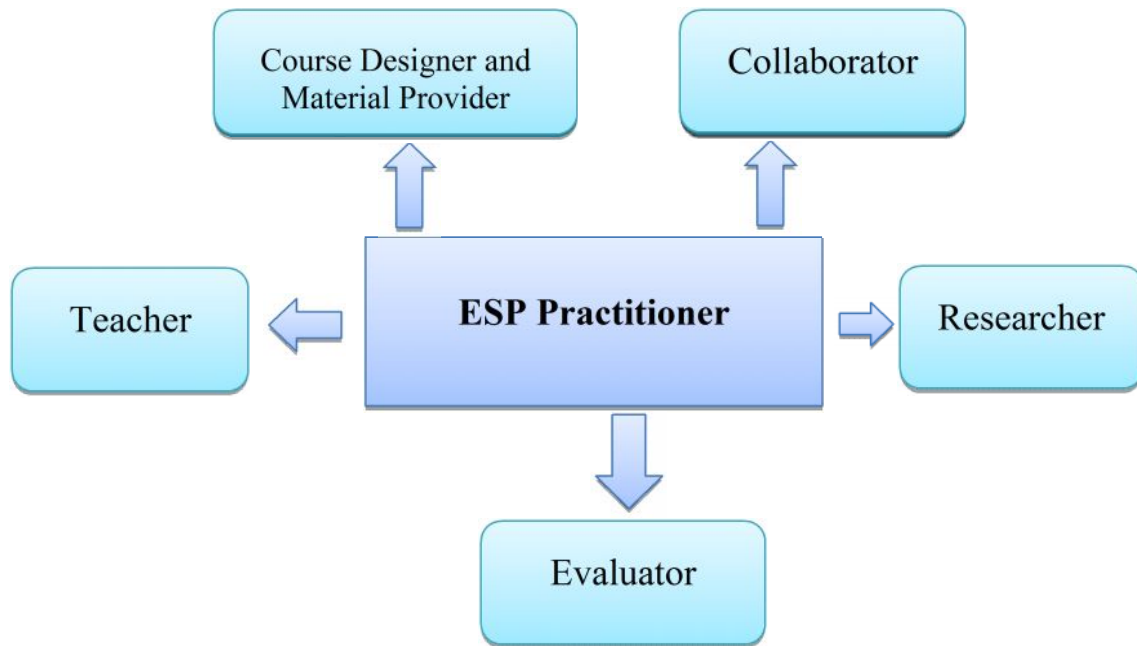 Course Designer and
Material Provider
Collaborator
Teacher
ESP Practitioner
Researcher
Evaluator